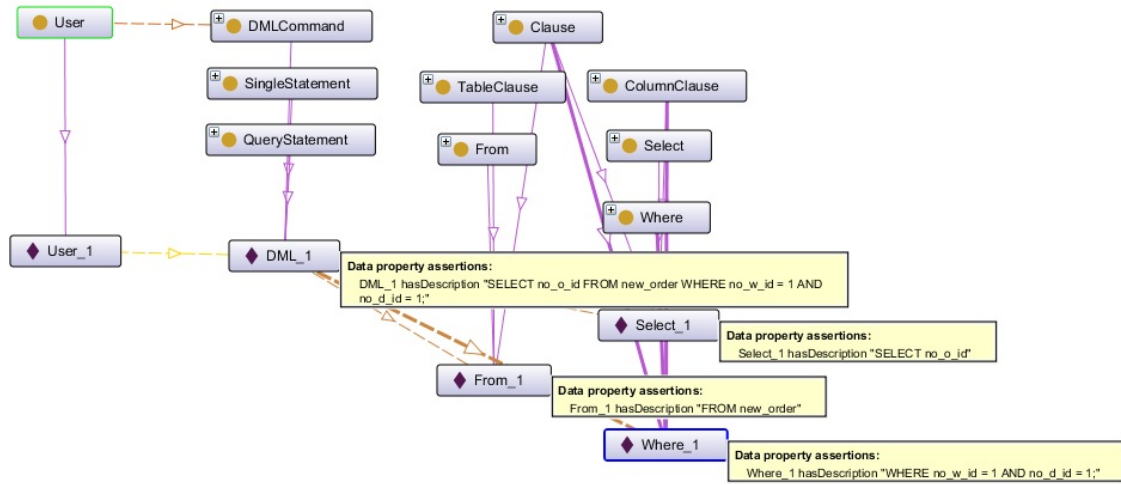 User
DMLCommand
Clause
SingleStatement
TableClause
ColumnClause
QueryStatement
From
Select
Where
User_1
DML_1
Data property assertions:
DML_1 hasDescription "SELECT no_o_id FROM new_order WHERE no_w_id = 1 AND
no_d_id = 1;"
Select_1
Data property assertions:
Select_1 hasDescription "SELECT no_o_id"
From_1
Data property assertions:
From_1 hasDescription "FROM new_order"
Where_1
Data property assertions:
Where_1 hasDescription "WHERE no_w_id = 1 AND no_d_id = 1;"